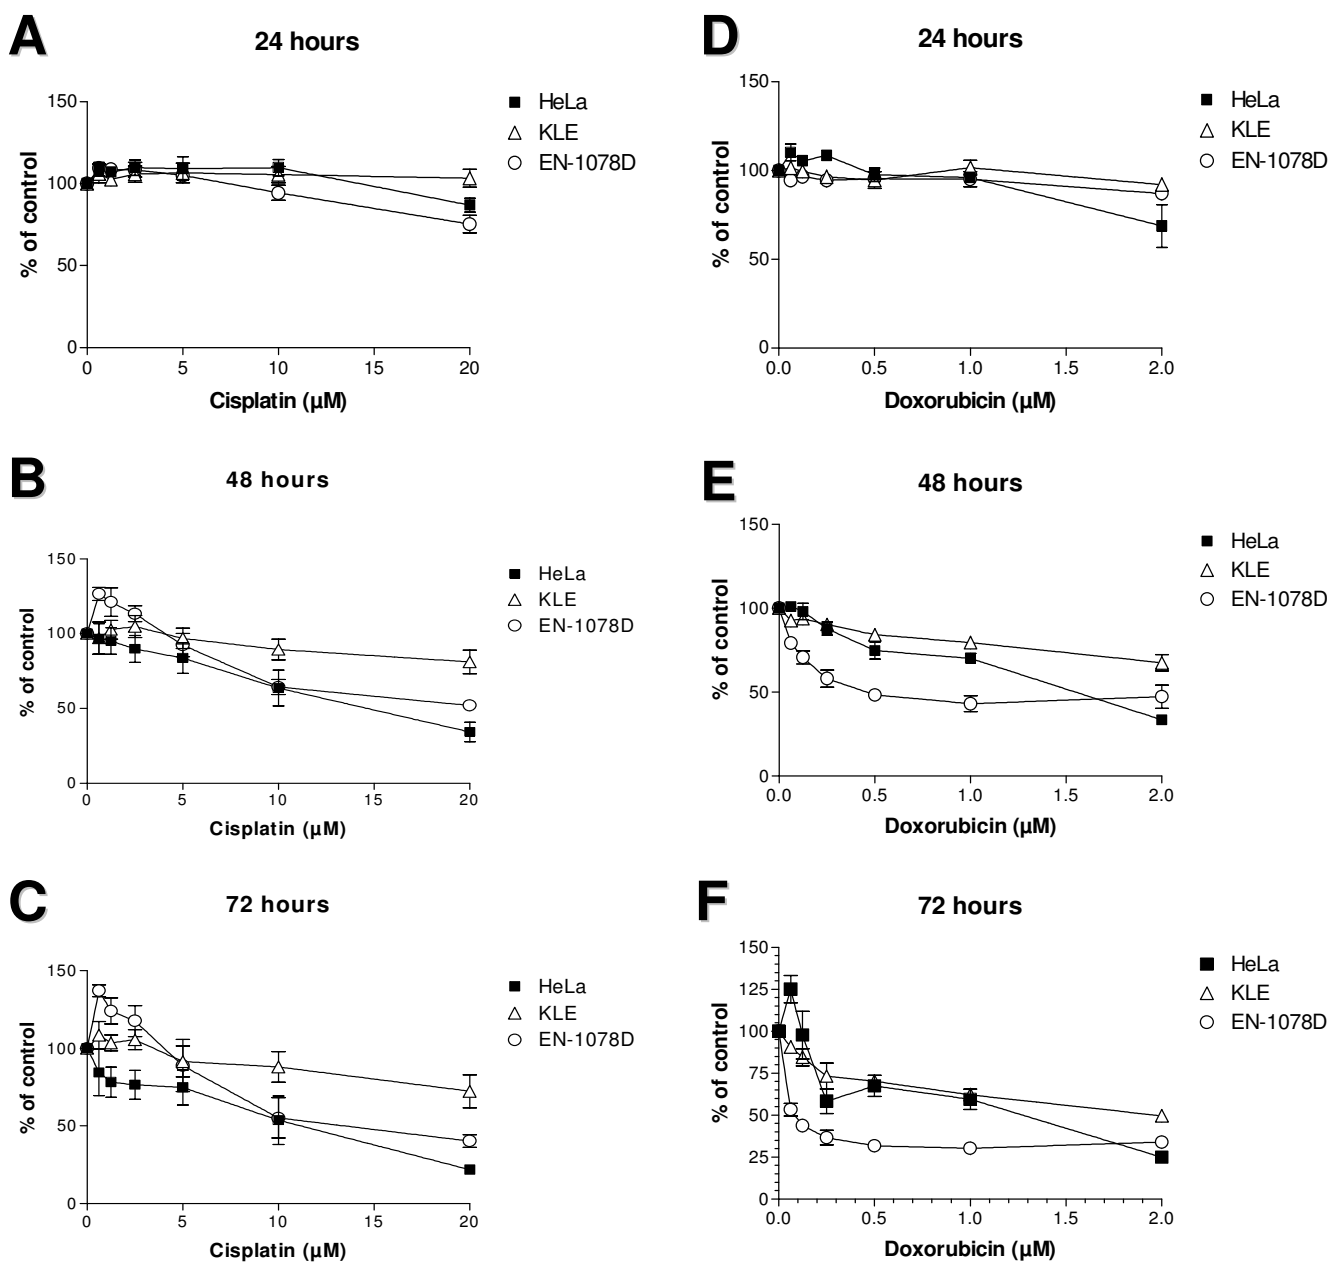 A
24 hours
150
100
50
0
% of control
0 5 10 15 20
Cisplatin (µM)
HeLa
KLE
EN-1078D
D
24 hours
150
100
50
0
% of control
0.0 0.5 1.0 1.5 2.0
Doxorubicin (µM)
HeLa
KLE
EN-1078D
B
48 hours
150
100
50
0
% of control
0 5 10 15 20
Cisplatin (µM)
HeLa
KLE
EN-1078D
E
48 hours
150
100
50
0
% of control
0.0 0.5 1.0 1.5 2.0
Doxorubicin (µM)
HeLa
KLE
EN-1078D
C
72 hours
150
100
50
0
% of control
0 5 10 15 20
Cisplatin (µM)
HeLa
KLE
EN-1078D
F
72 hours
150
125
100
75
50
25
0
% of control
0.0 0.5 1.0 1.5 2.0
Doxorubicin (µM)
HeLa
KLE
EN-1078D